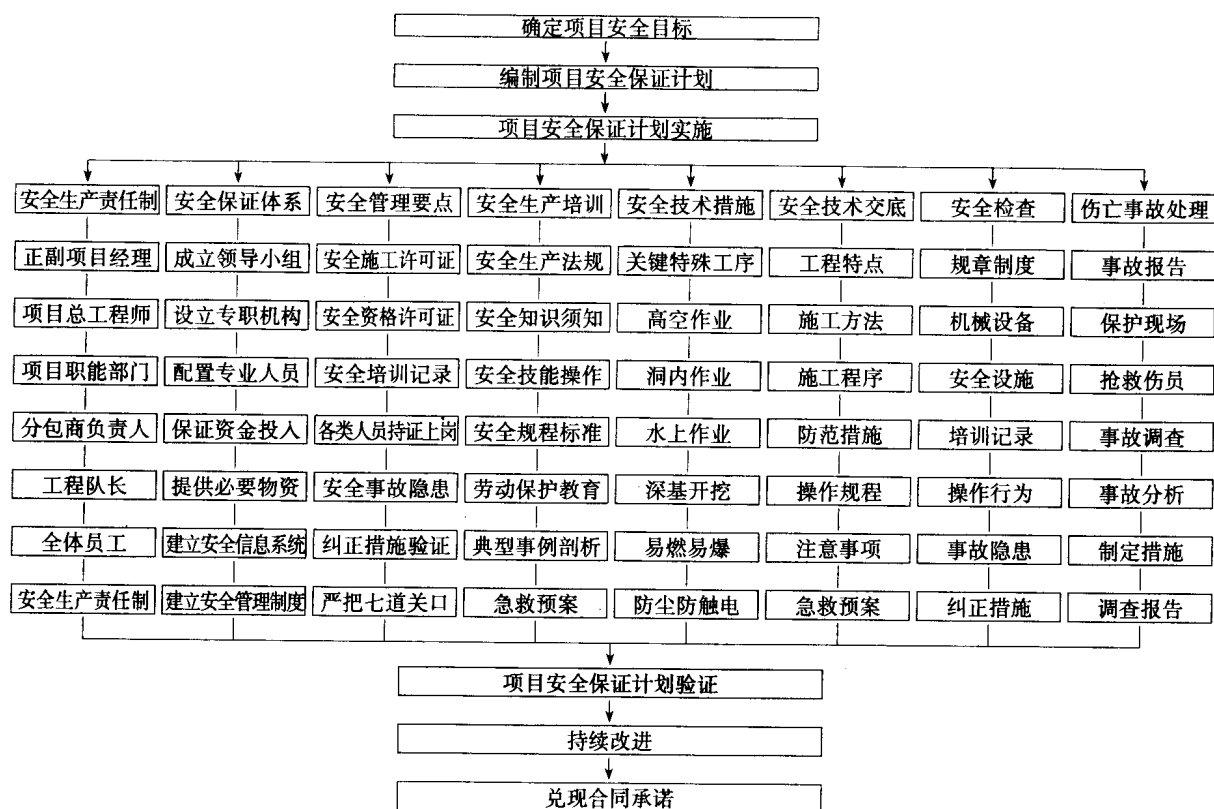 确定项目安全目标
编制项目安全保证计划
项目安全保证计划实施
安全生产责任制 安全保证体系 安全管理要点 安全生产培训 安全技术措施 安全技术交底 安全检查 伤亡事故处理
正副项目经理 成立领导小组 安全施工许可证 安全生产法规 关键特殊工序 工程特点 规章制度 事故报告
项目总工程师 设立专职机构 安全资格许可证 安全知识须知 高空作业 施工方法 机械设备 保护现场
项目职能部门 配置专业人员 安全培训记录 安全技能操作 洞内作业 施工程序 安全设施 抢救伤员
分包商负责人 保证资金投入 各类人员持证上岗 安全规程标准 水上作业 防范措施 培训记录 事故调查
工程队长 提供必要物资 安全事故隐患 劳动保护教育 深基开挖 操作规程 操作行为 事故分析
全体员工 建立安全信息系统 纠正措施验证 典型事例剖析 易燃易爆 注意事项 事故隐患 制定措施
安全生产责任制 建立安全管理制度 严把七道关口 急救预案 防尘防触电 急救预案 纠正措施 调查报告
项目安全保证计划验证
持续改进
兑现合同承诺